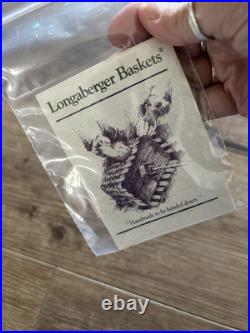 Longaberger Baskets®
"Handmade to be handed down."